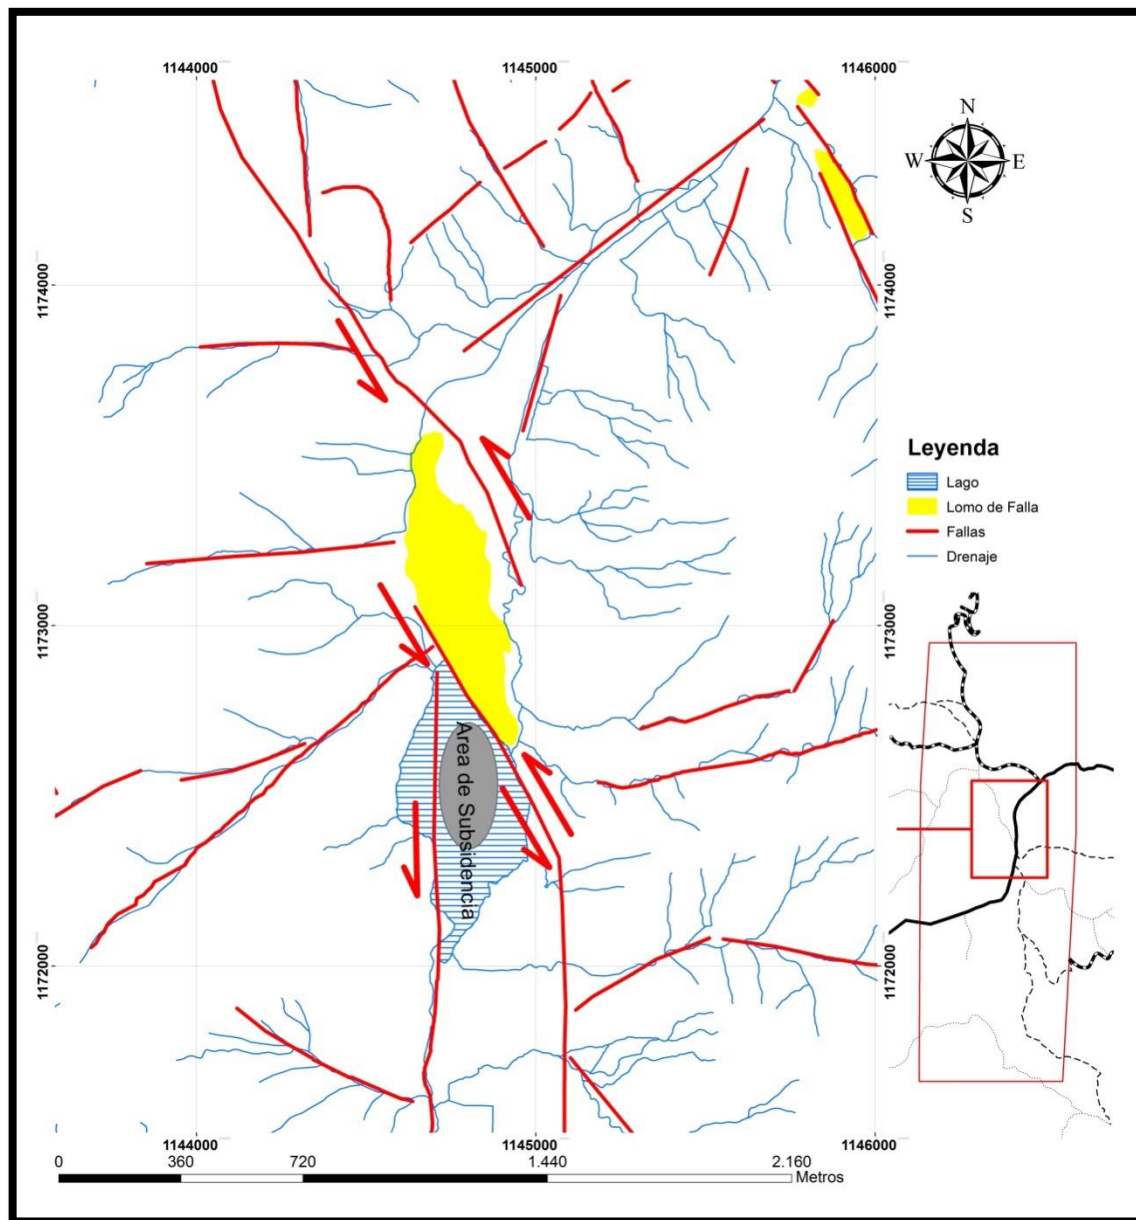 1144000 1145000 1146000
N
W E
S
1174000 1174000
Leyenda
Lago
Lomo de Falla
Fallas
Drenaje
1173000 1173000
Area de Subsidencia
1172000 1172000
1144000 1145000 1146000
0 360 720 1.440 2.160
Metros